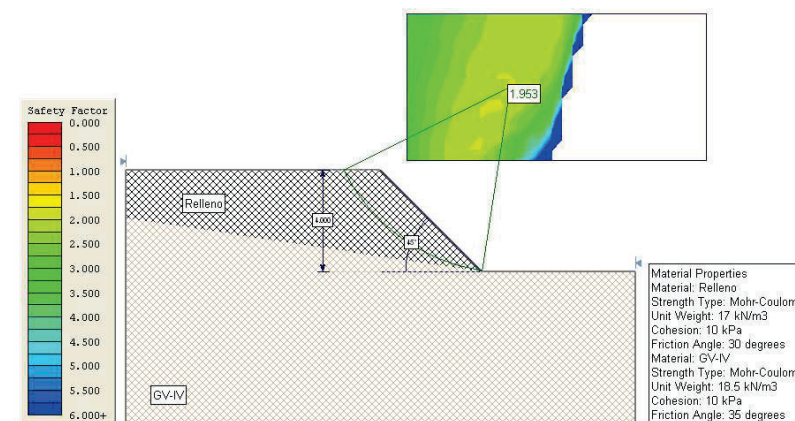 Safety Factor
0.000
0.500
1.000
1.500
2.000
2.500
3.000
3.500
4.000
4.500
5.000
5.500
6.000+
1.953
Relleno
45°
GV-IV
Material Properties
Material: Relleno
Strength Type: Mohr-Coulom
Unit Weight: 17 kN/m3
Cohesion: 10 kPa
Friction Angle: 30 degrees
Material: GV-IV
Strength Type: Mohr-Coulom
Unit Weight: 18.5 kN/m3
Cohesion: 10 kPa
Friction Angle: 35 degrees